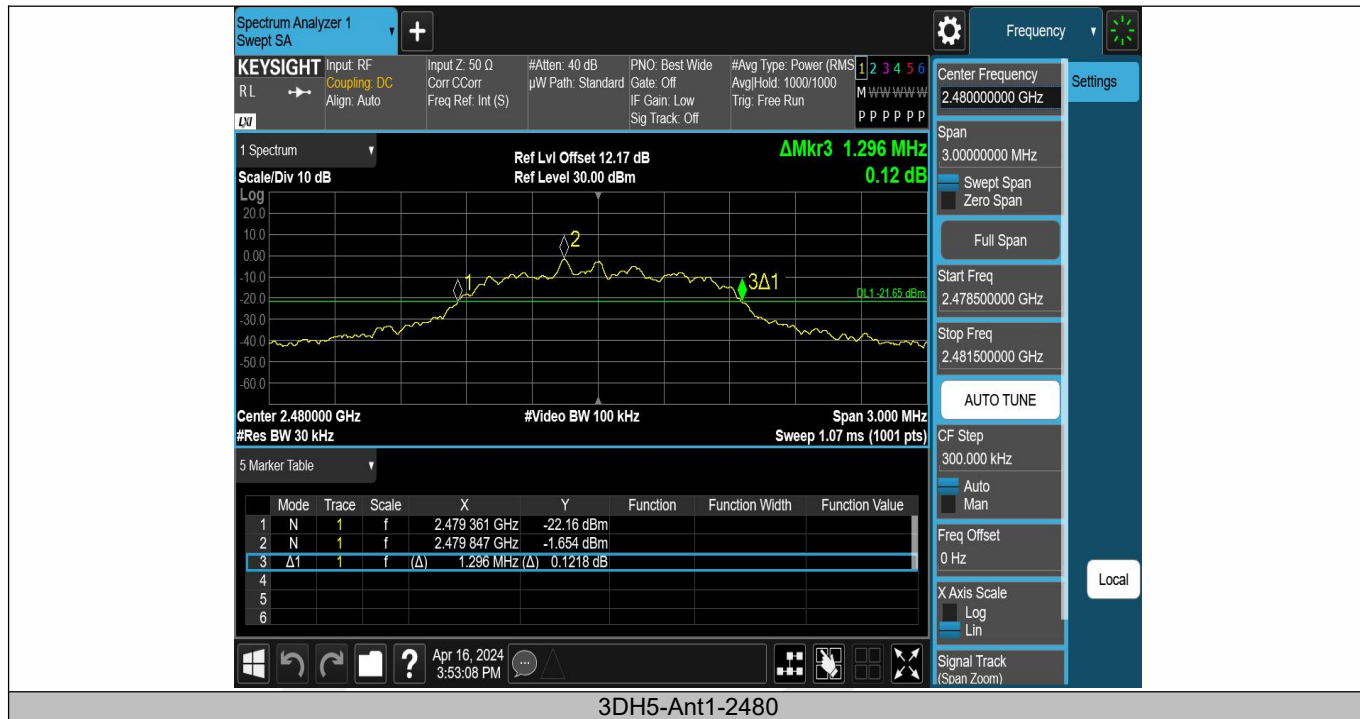 Spectrum Analyzer 1
Swept SA
+
Frequency
KEYSIGHT
RL
LXI
Input: RF
Coupling: DC
Align: Auto
Input Z: 50 Ω
Corr CCorr
Freq Ref: Int (S)
#Atten: 40 dB
µW Path: Standard
PNO: Best Wide
Gate: Off
IF Gain: Low
Sig Track: Off
#Avg Type: Power (RMS
Avg|Hold: 1000/1000
Trig: Free Run
1 2 3 4 5 6
M W W W W W
P P P P P P
1 Spectrum
Scale/Div 10 dB
Ref Lvl Offset 12.17 dB
Ref Level 30.00 dBm
ΔMkr3 1.296 MHz
0.12 dB
Log
20.0
10.0
0.00
-10.0
-20.0
-30.0
-40.0
-50.0
-60.0
1
2
3Δ1
DL1 -21.65 dBm
Center 2.480000 GHz
#Video BW 100 kHz
Span 3.000 MHz
#Res BW 30 kHz
Sweep 1.07 ms (1001 pts)
5 Marker Table
Mode Trace Scale X Y Function Function Width Function Value
1 N 1 f 2.479 361 GHz -22.16 dBm
2 N 1 f 2.479 847 GHz -1.654 dBm
3 Δ1 1 f (Δ) 1.296 MHz (Δ) 0.1218 dB
4
5
6
?
Apr 16, 2024
3:53:08 PM
Center Frequency
2.480000000 GHz
Span
3.00000000 MHz
Swept Span
Zero Span
Full Span
Start Freq
2.478500000 GHz
Stop Freq
2.481500000 GHz
AUTO TUNE
CF Step
300.000 kHz
Auto
Man
Freq Offset
0 Hz
X Axis Scale
Log
Lin
Signal Track
(Span Zoom)
Settings
Local
3DH5-Ant1-2480